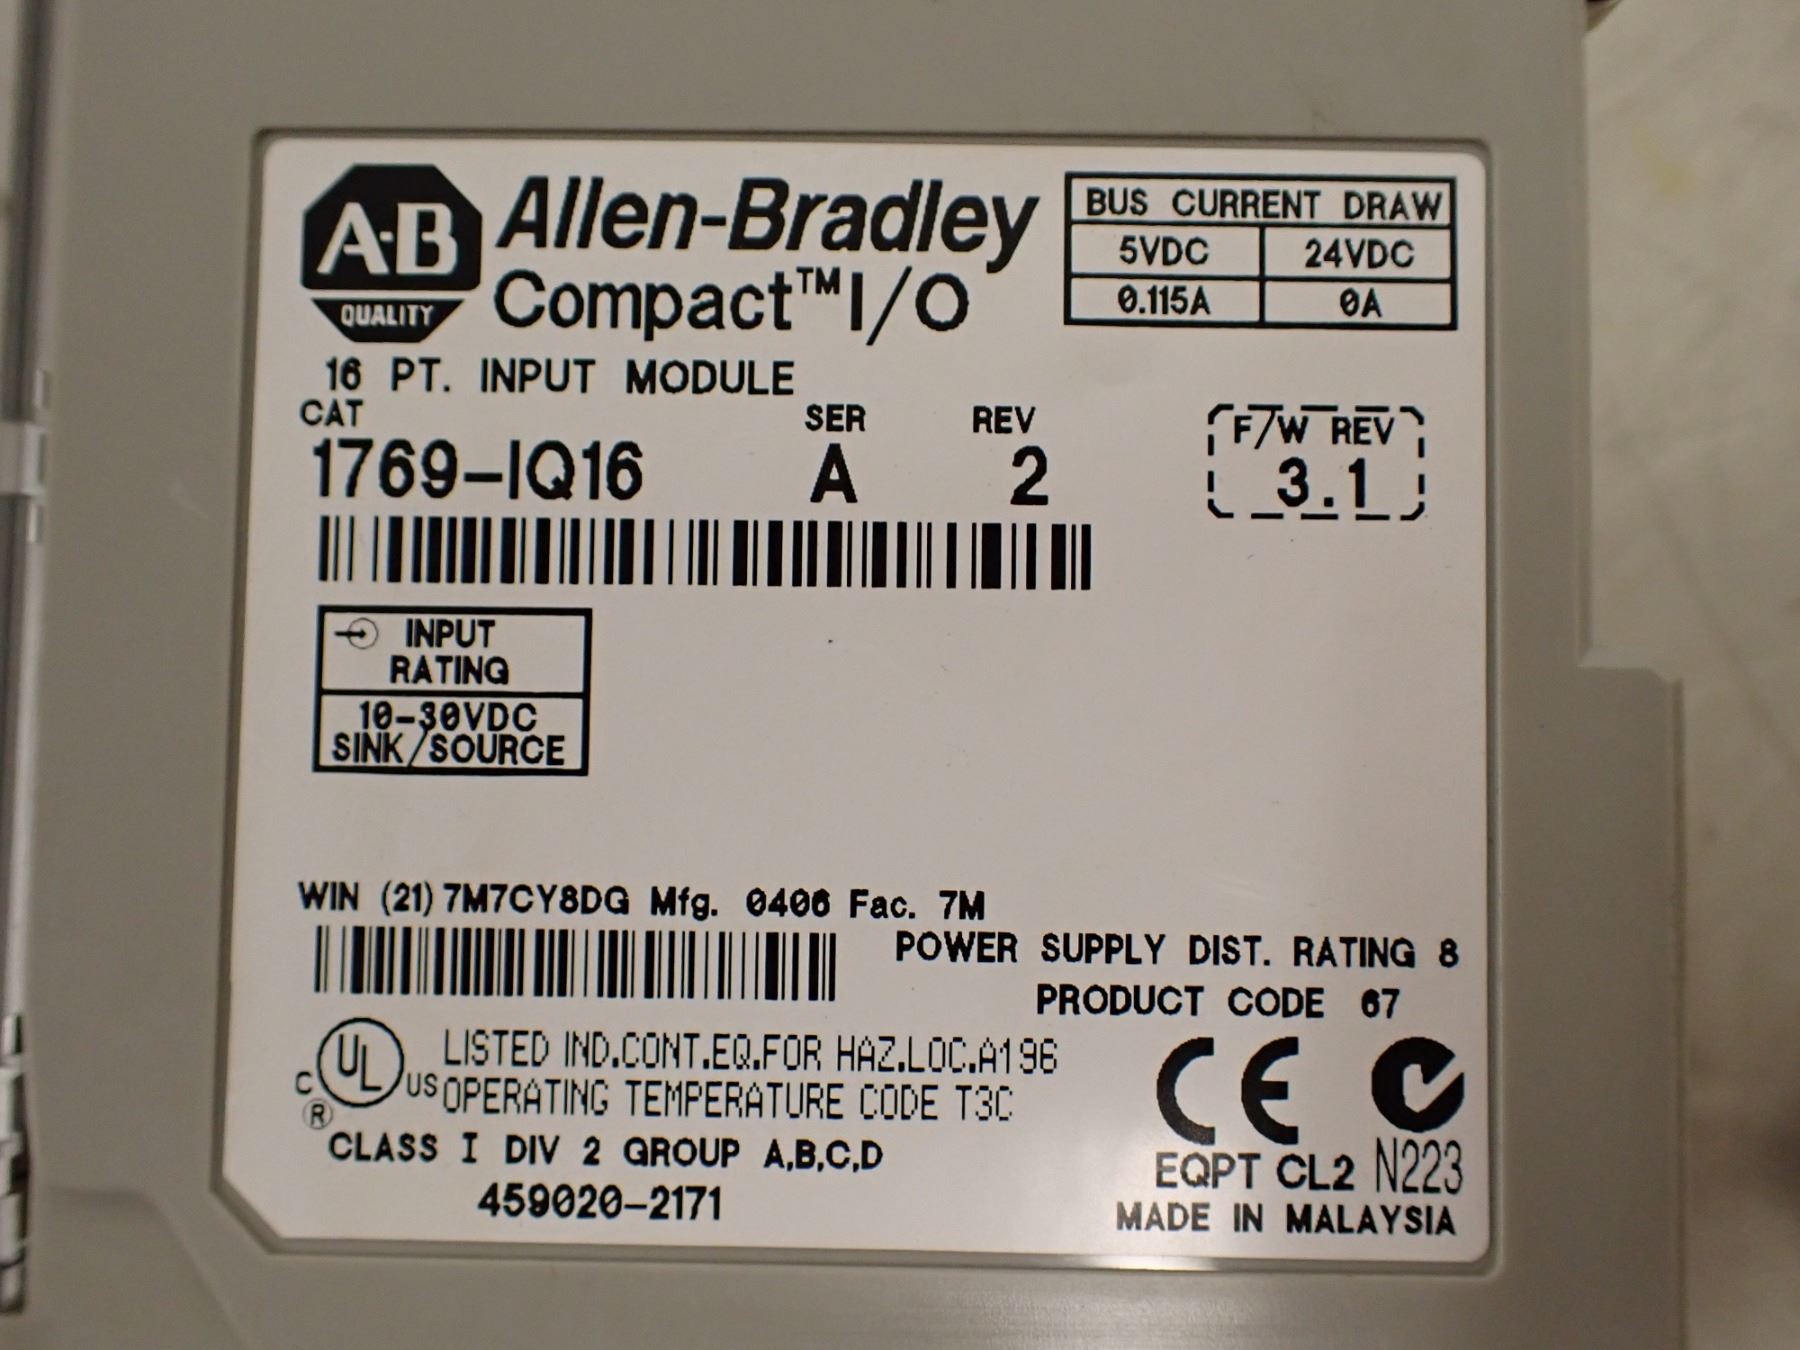 A-B
QUALITY
Allen-Bradley
Compact™ I/O
BUS CURRENT DRAW
5VDC 24VDC
0.115A 0A
16 PT. INPUT MODULE
CAT SER REV F/W REV
1769-IQ16 A 2 3.1
INPUT
RATING
10-30VDC
SINK/SOURCE
WIN (21) 7M7CY8DG Mfg. 0406 Fac. 7M
POWER SUPPLY DIST. RATING 8
PRODUCT CODE 67
C UL US ®
LISTED IND.CONT.EQ.FOR HAZ.LOC.A196
OPERATING TEMPERATURE CODE T3C
CLASS I DIV 2 GROUP A,B,C,D
459020-2171
CE
EQPT CL2 N223
MADE IN MALAYSIA